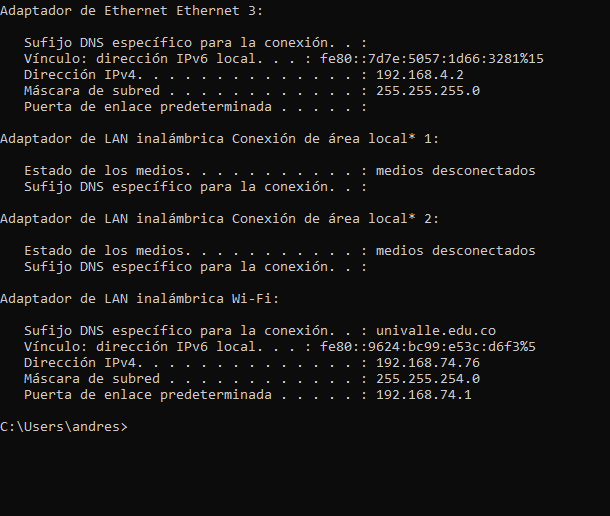 Adaptador de Ethernet Ethernet 3:
Sufijo DNS específico para la conexión. . :
Vínculo: dirección IPv6 local. . . : fe80::7d7e:5057:1d66:3281%15
Dirección IPv4. . . . . . . . . . . . . . : 192.168.4.2
Máscara de subred . . . . . . . . . . . . : 255.255.255.0
Puerta de enlace predeterminada . . . . . :
Adaptador de LAN inalámbrica Conexión de área local* 1:
Estado de los medios. . . . . . . . . . . : medios desconectados
Sufijo DNS específico para la conexión. . :
Adaptador de LAN inalámbrica Conexión de área local* 2:
Estado de los medios. . . . . . . . . . . : medios desconectados
Sufijo DNS específico para la conexión. . :
Adaptador de LAN inalámbrica Wi-Fi:
Sufijo DNS específico para la conexión. . : univalle.edu.co
Vínculo: dirección IPv6 local. . . : fe80::9624:bc99:e53c:d6f3%5
Dirección IPv4. . . . . . . . . . . . . . : 192.168.74.76
Máscara de subred . . . . . . . . . . . . : 255.255.254.0
Puerta de enlace predeterminada . . . . . : 192.168.74.1
C:\Users\andres>